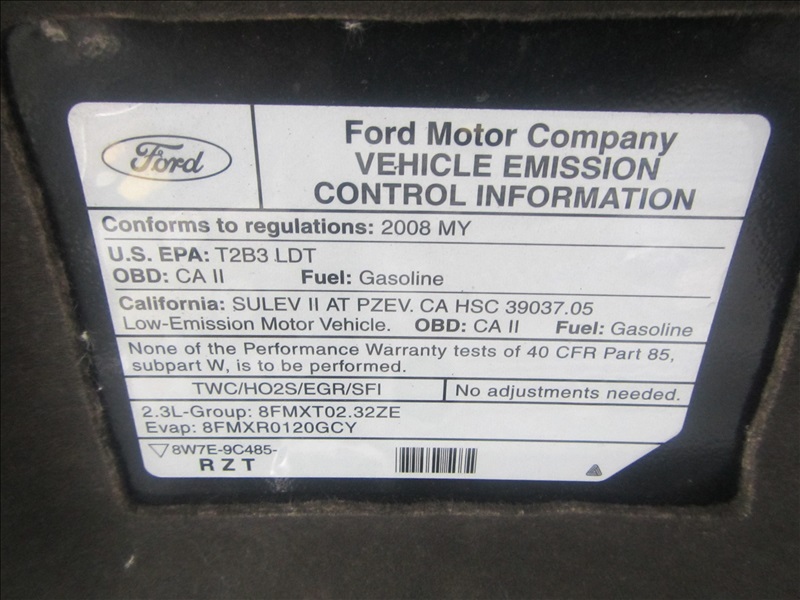 Ford
Ford Motor Company
VEHICLE EMISSION
CONTROL INFORMATION
Conforms to regulations: 2008 MY
U.S. EPA: T2B3 LDT
OBD: CA II Fuel: Gasoline
California: SULEV II AT PZEV. CA HSC 39037.05
Low-Emission Motor Vehicle. OBD: CA II Fuel: Gasoline
None of the Performance Warranty tests of 40 CFR Part 85,
subpart W, is to be performed.
TWC/HO2S/EGR/SFI No adjustments needed.
2.3L-Group: 8FMXT02.32ZE
Evap: 8FMXR0120GCY
8W7E-9C485-
RZT